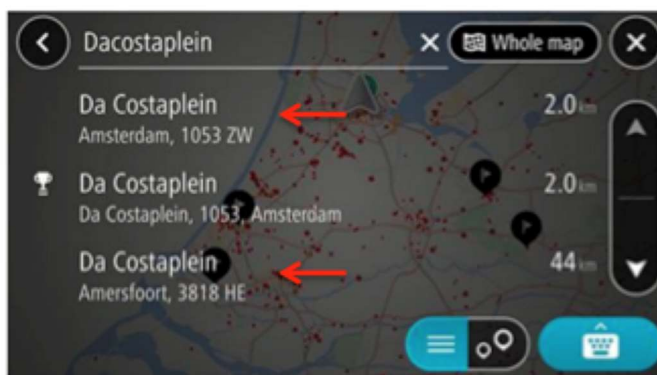 Dacostaplein
Whole map
Da Costaplein
2.0 km
Amsterdam, 1053 ZW
Da Costaplein
2.0 km
Da Costaplein, 1053, Amsterdam
Da Costaplein
44 km
Amersfoort, 3818 HE